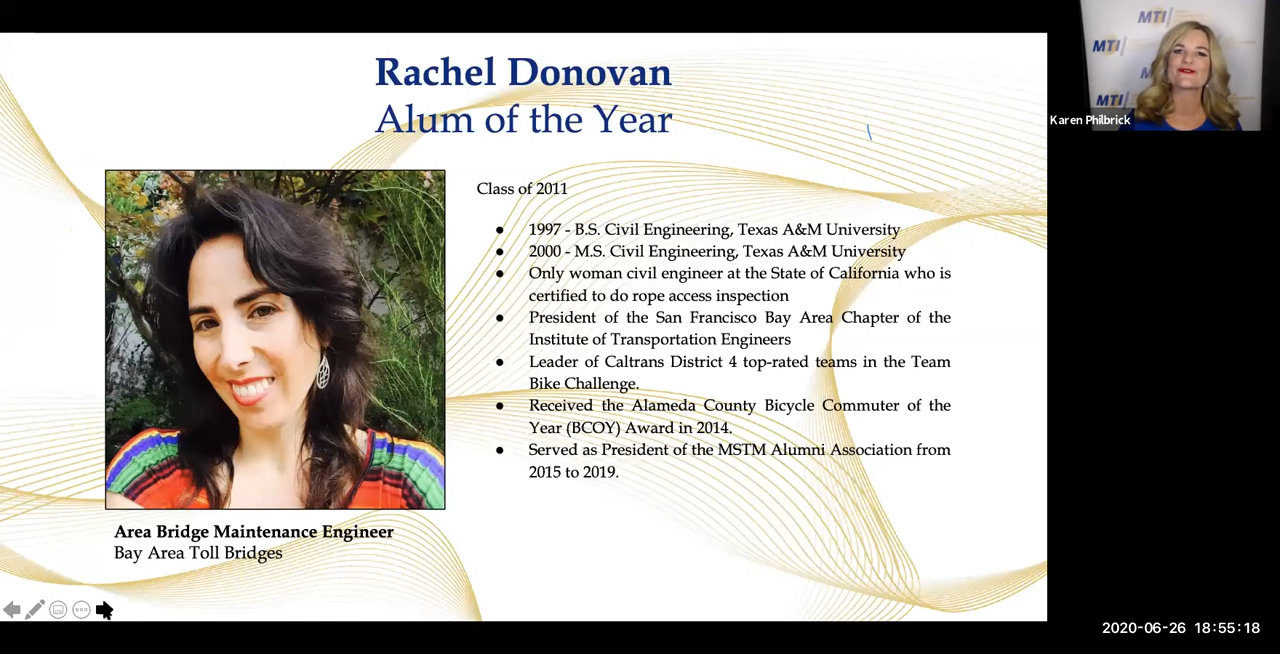 Rachel Donovan
Alum of the Year
Class of 2011
● 1997 - B.S. Civil Engineering, Texas A&M University
● 2000 - M.S. Civil Engineering, Texas A&M University
● Only woman civil engineer at the State of California who is
certified to do rope access inspection
● President of the San Francisco Bay Area Chapter of the
Institute of Transportation Engineers
● Leader of Caltrans District 4 top-rated teams in the Team
Bike Challenge.
● Received the Alameda County Bicycle Commuter of the
Year (BCOY) Award in 2014.
● Served as President of the MSTM Alumni Association from
2015 to 2019.
Area Bridge Maintenance Engineer
Bay Area Toll Bridges
MTI
MTI
MTI
Karen Philbrick
2020-06-26 18:55:18